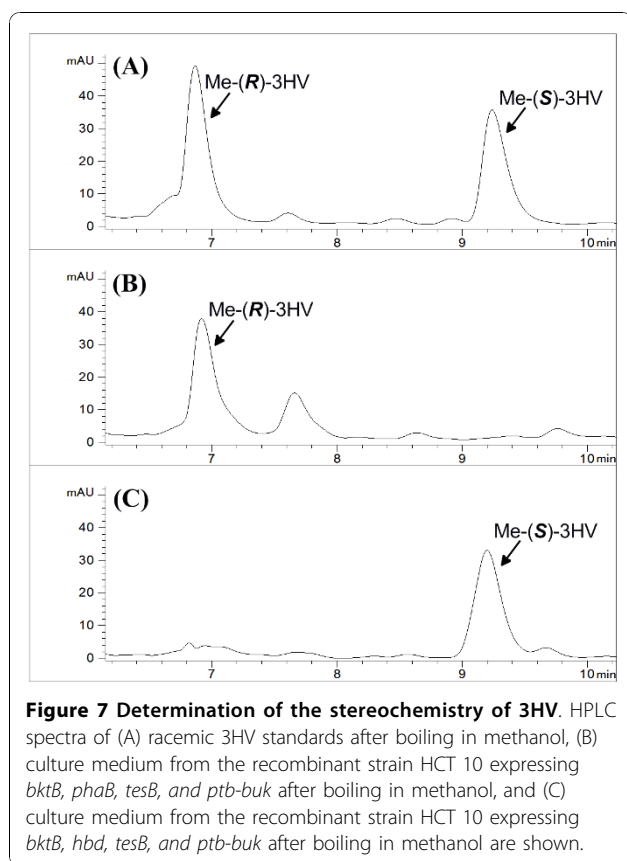 mAU
(A)
Me-(R)-3HV
Me-(S)-3HV
40
30
20
10
0
7
8
9
10 min
mAU
(B)
Me-(R)-3HV
40
30
20
10
0
7
8
9
10 min
mAU
(C)
Me-(S)-3HV
40
30
20
10
0
7
8
9
10 min
Figure 7 Determination of the stereochemistry of 3HV. HPLC
spectra of (A) racemic 3HV standards after boiling in methanol, (B)
culture medium from the recombinant strain HCT 10 expressing
bktB, phaB, tesB, and ptb-buk after boiling in methanol, and (C)
culture medium from the recombinant strain HCT 10 expressing
bktB, hbd, tesB, and ptb-buk after boiling in methanol are shown.